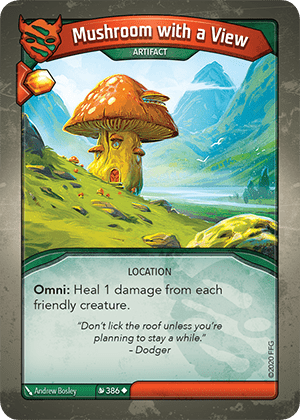 Mushroom with a View
ARTIFACT
LOCATION
Omni: Heal 1 damage from each
friendly creature.
"Don't lick the roof unless you're
planning to stay a while."
- Dodger
©2020 FFG
Andrew Bosley
386